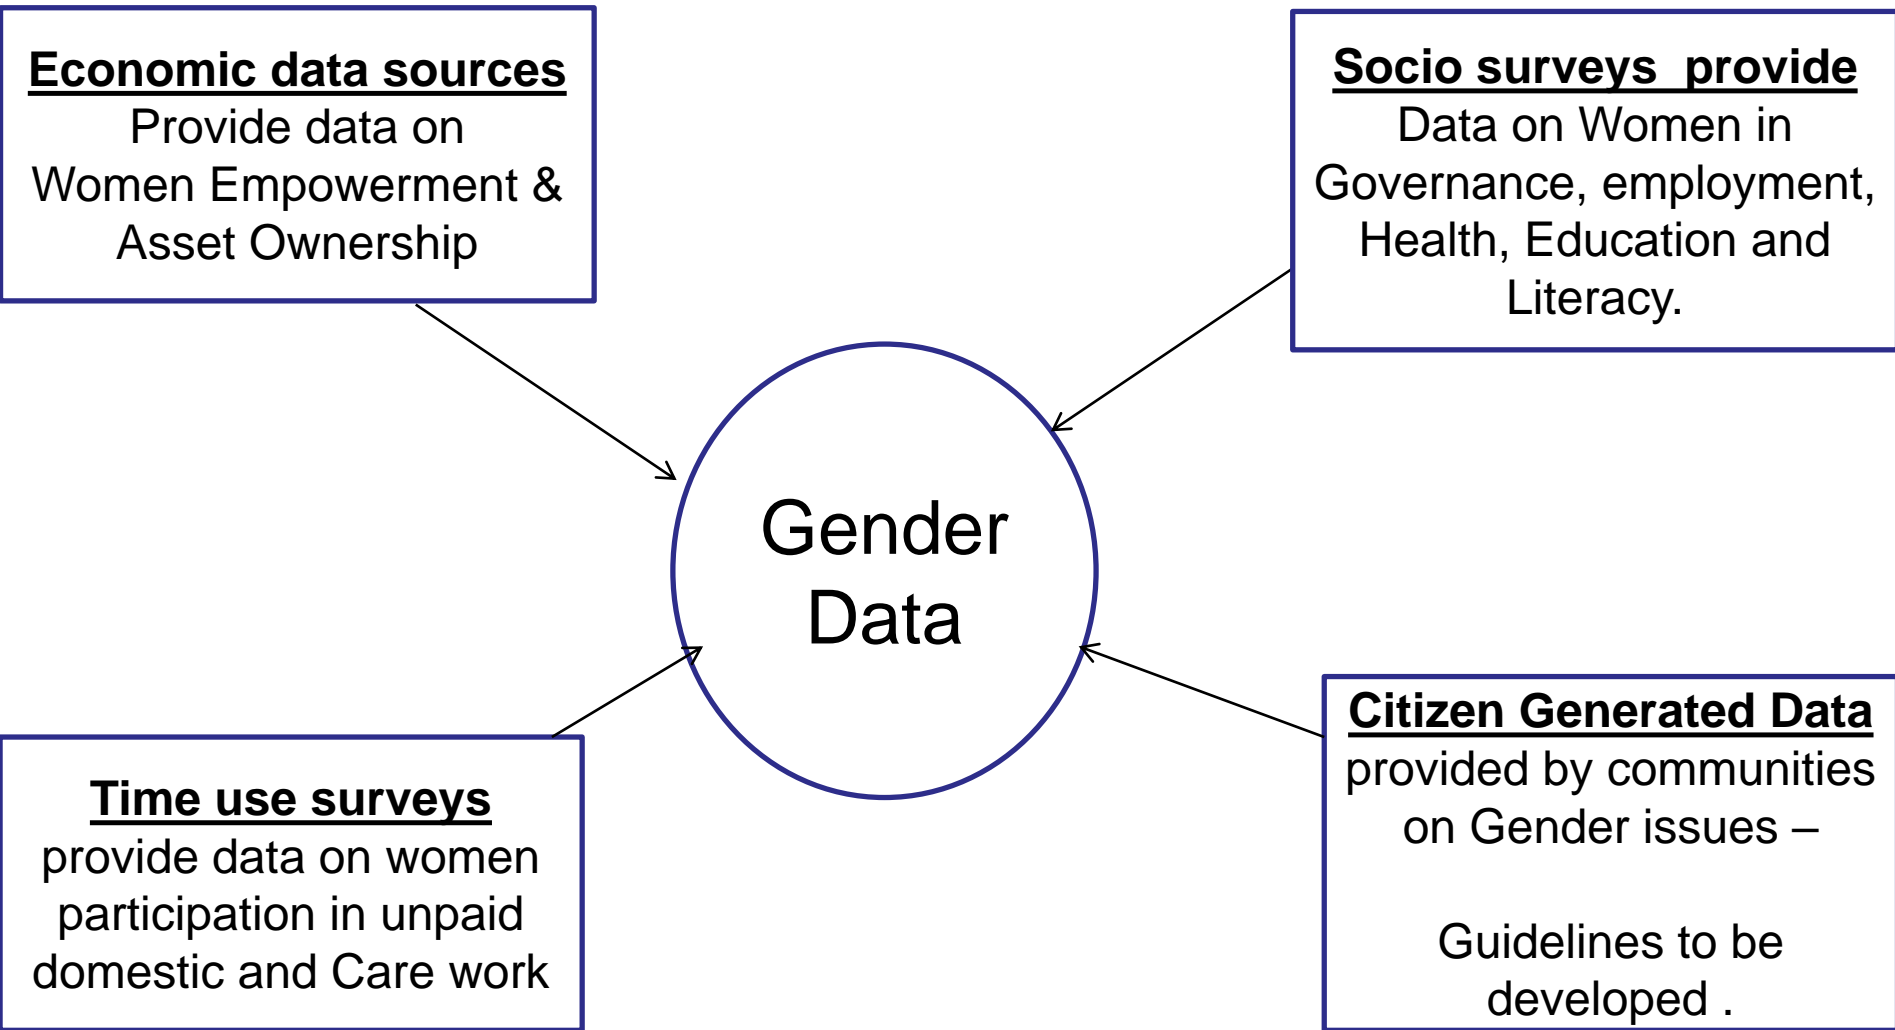 Economic data sources
Provide data on
Women Empowerment &
Asset Ownership
Socio surveys  provide
Data on Women in
Governance, employment,
Health, Education and
Literacy.
Gender
Data
Time use surveys
provide data on women
participation in unpaid
domestic and Care work
Citizen Generated Data
provided by communities
on Gender issues –
Guidelines to be
developed .